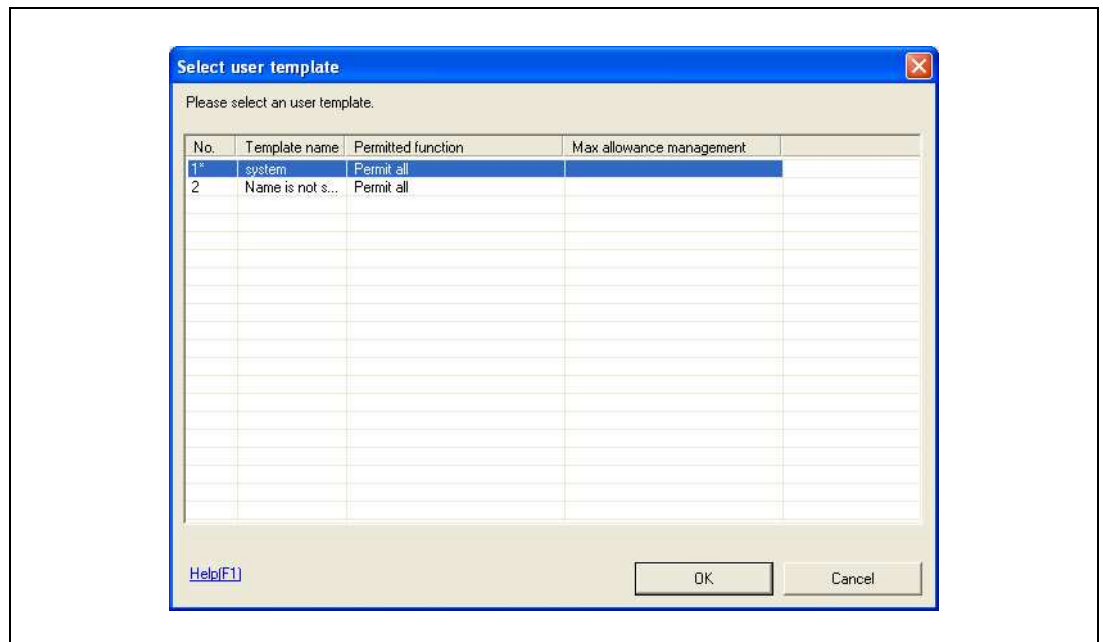 Select user template
Please select an user template.
No. Template name Permitted function Max allowance management
1* system Permit all
2 Name is not s... Permit all
Help(F1) OK Cancel